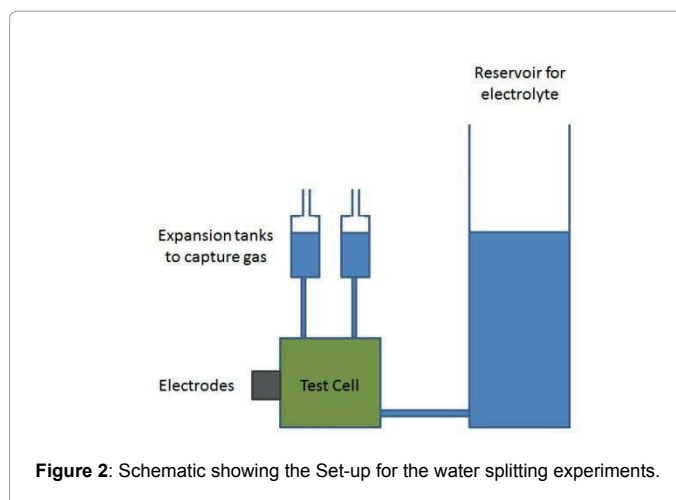 Reservoir for
electrolyte
Expansion tanks
to capture gas
Electrodes
Test Cell
Figure 2: Schematic showing the Set-up for the water splitting experiments.